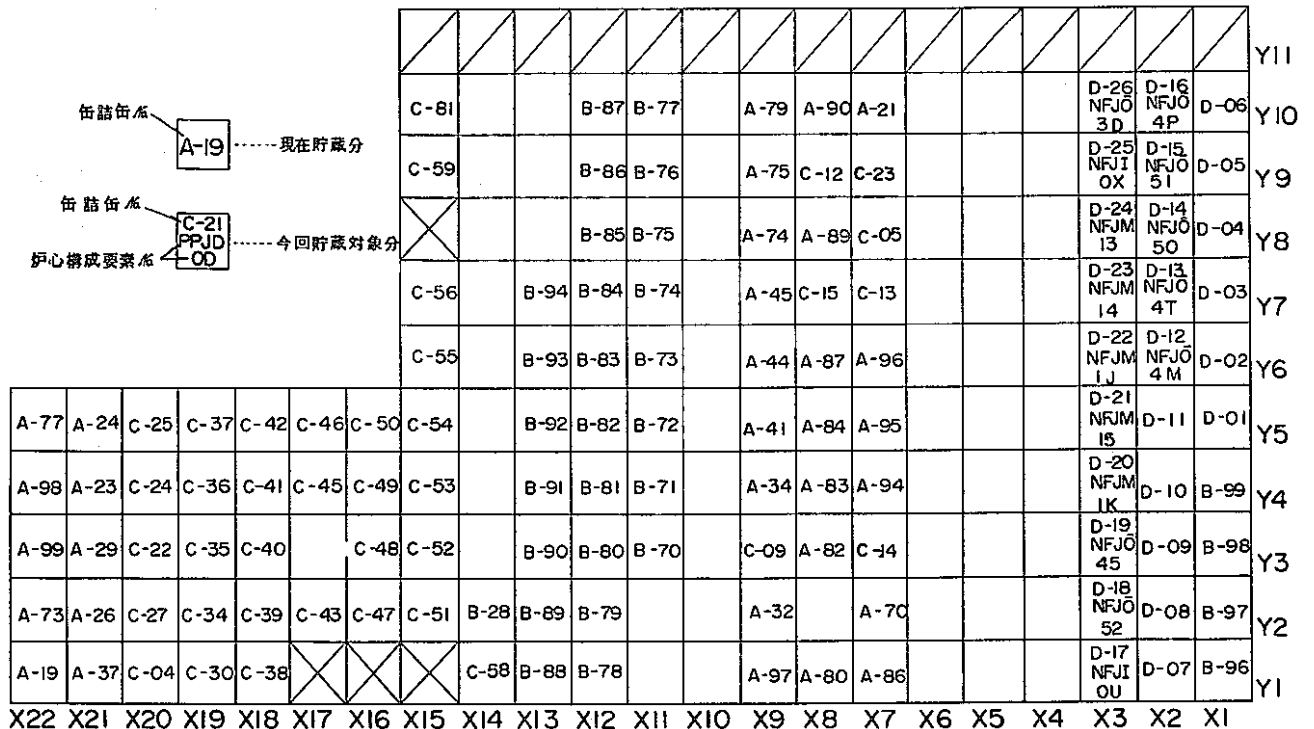 Y11
C-81 B-87 B-77 A-79 A-90 A-21 D-26 NFJŌ 3D D-16 NFJŌ 4P D-06 Y10
缶詰缶№
A-19 現在貯蔵分
C-59 B-86 B-76 A-75 C-12 C-23 D-25 NFJI 0X D-15 NFJŌ 51 D-05 Y9
缶詰缶№
C-21 PPJD 0D 今回貯蔵対象分
炉心構成要素№
B-85 B-75 A-74 A-89 C-05 D-24 NFJM 13 D-14 NFJŌ 50 D-04 Y8
C-56 B-94 B-84 B-74 A-45 C-15 C-13 D-23 NFJM 14 D-13 NFJŌ 4T D-03 Y7
C-55 B-93 B-83 B-73 A-44 A-87 A-96 D-22 NFJM 1J D-12 NFJŌ 4M D-02 Y6
A-77 A-24 C-25 C-37 C-42 C-46 C-50 C-54 B-92 B-82 B-72 A-41 A-84 A-95 D-21 NFJM 15 D-11 D-01 Y5
A-98 A-23 C-24 C-36 C-41 C-45 C-49 C-53 B-91 B-81 B-71 A-34 A-83 A-94 D-20 NFJM 1K D-10 B-99 Y4
A-99 A-29 C-22 C-35 C-40 C-48 C-52 B-90 B-80 B-70 C-09 A-82 C-14 D-19 NFJŌ 45 D-09 B-98 Y3
A-73 A-26 C-27 C-34 C-39 C-43 C-47 C-51 B-28 B-89 B-79 A-32 A-70 D-18 NFJŌ 52 D-08 B-97 Y2
A-19 A-37 C-04 C-30 C-38 C-58 B-88 B-78 A-97 A-80 A-86 D-17 NFJI 0U D-07 B-96 Y1
X22 X21 X20 X19 X18 X17 X16 X15 X14 X13 X12 X11 X10 X9 X8 X7 X6 X5 X4 X3 X2 X1